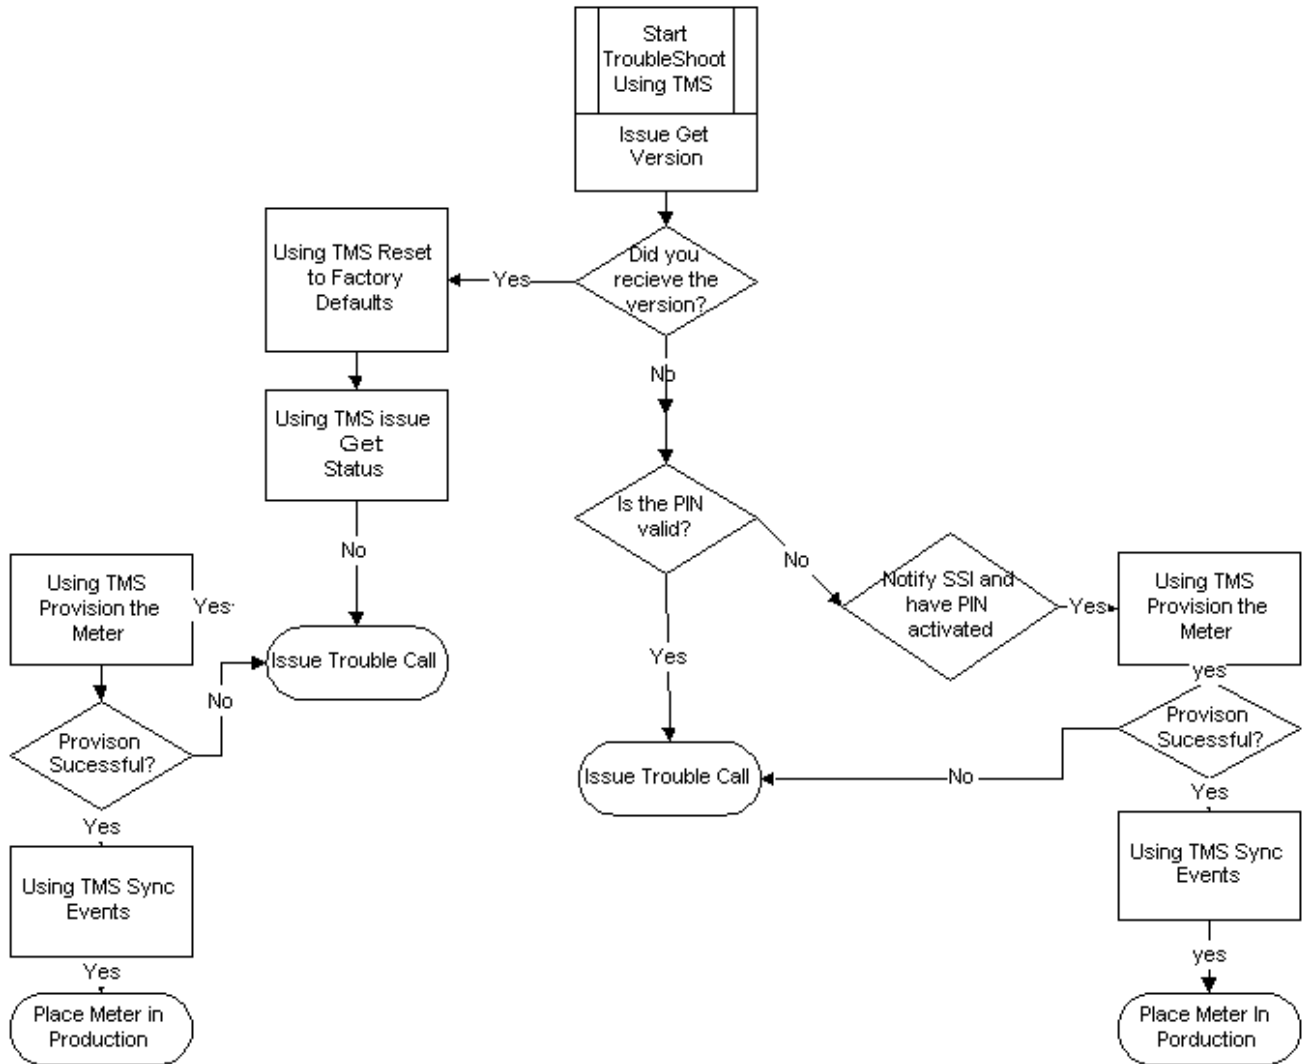 Start
TroubleShoot
Using TMS
Issue Get
Version
Did you
recieve the
version?
Yes
Using TMS Reset
to Factory
Defaults
No
Using TMS issue
Get
Status
Is the PIN
valid?
No
No
Notify SSI and
have PIN
activated
Yes
Using TMS
Provision the
Meter
Using TMS
Provision the
Meter
Yes
Issue Trouble Call
Yes
yes
No
Provison
Sucessful?
Provison
Sucessful?
Issue Trouble Call
No
Yes
Yes
Using TMS Sync
Events
Using TMS Sync
Events
Yes
yes
Place Meter in
Production
Place Meter In
Porduction